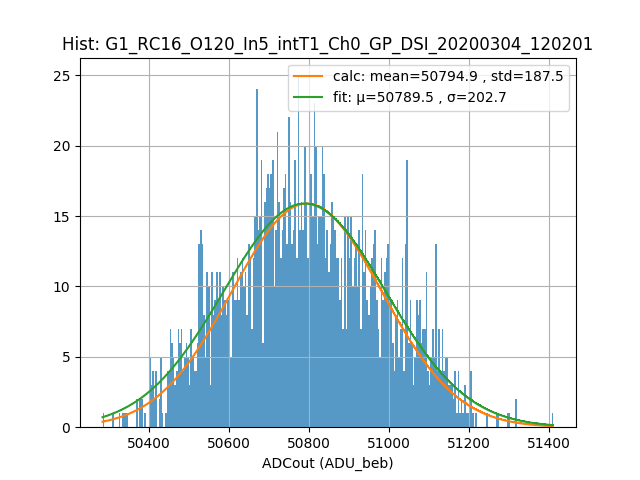 Hist: G1_RC16_O120_In5_intT1_Ch0_GP_DSI_20200304_120201
calc: mean=50794.9 , std=187.5
fit: μ=50789.5 , σ=202.7
25
20
15
10
5
0
50400 50600 50800 51000 51200 51400
ADCout (ADU_beb)